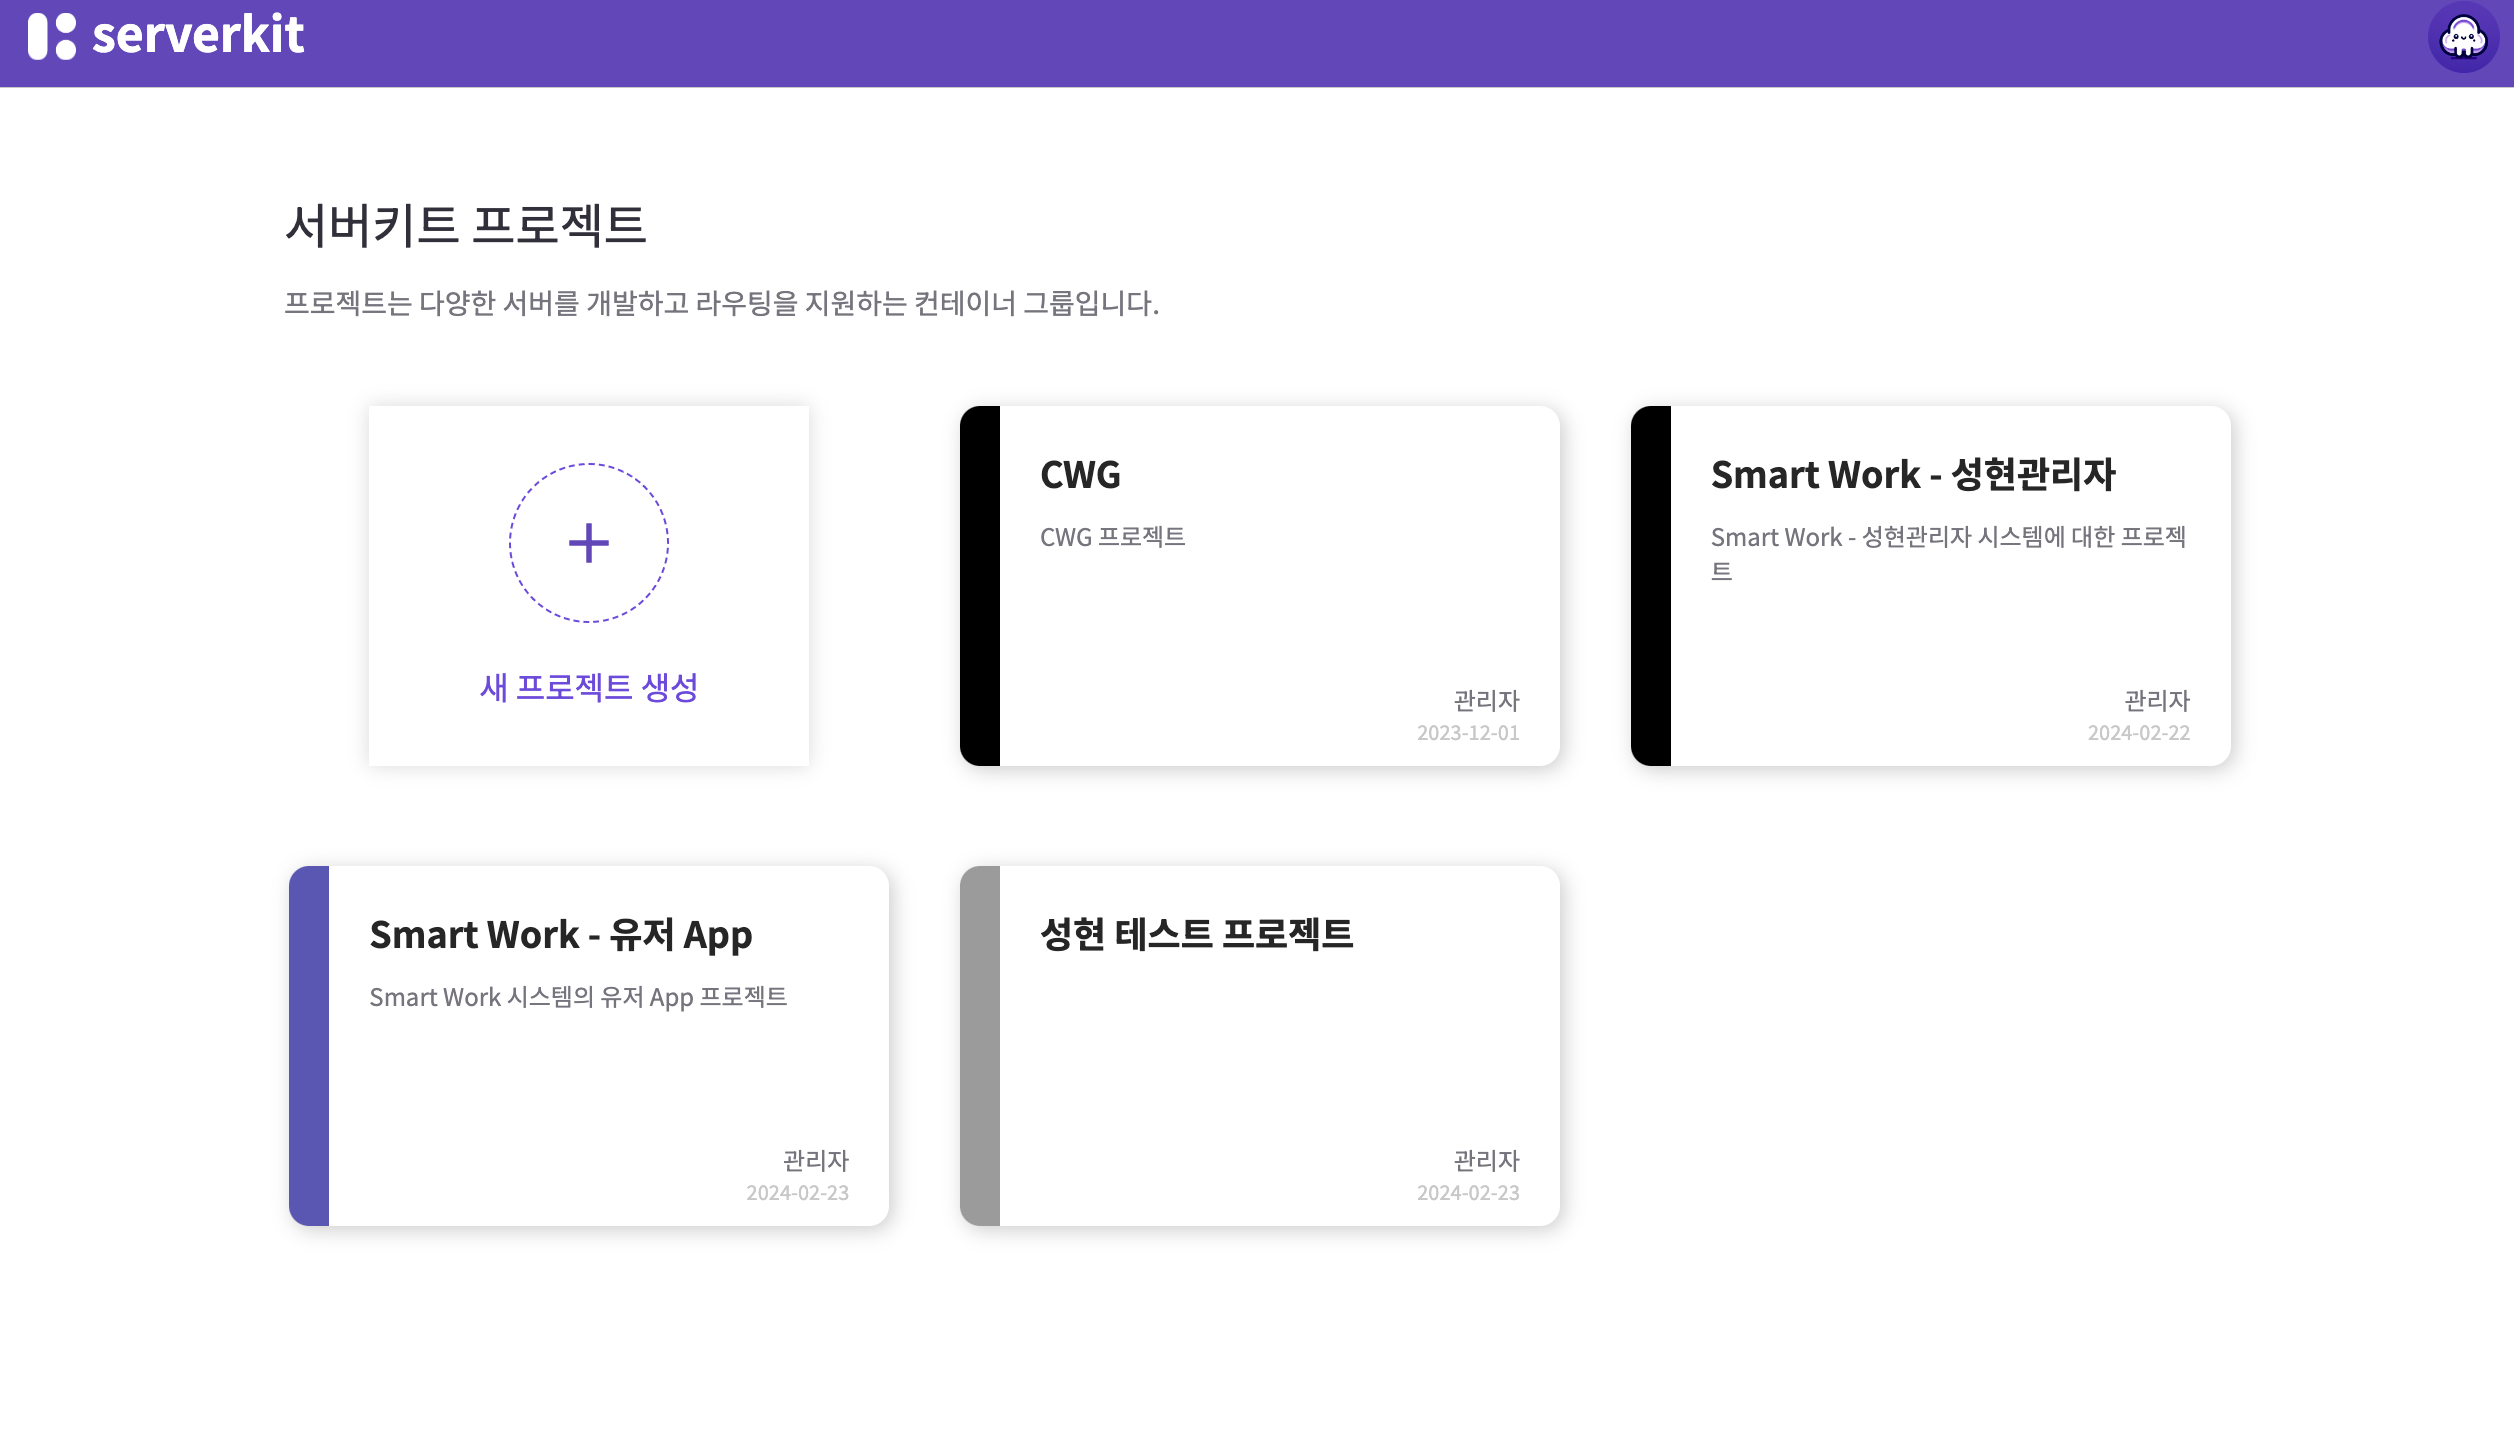 serverkit
서버키트 프로젝트
프로젝트는 다양한 서버를 개발하고 라우팅을 지원하는 컨테이너 그룹입니다.
새 프로젝트 생성
CWG
CWG 프로젝트
관리자
2023-12-01
Smart Work - 성현관리자
Smart Work - 성현관리자 시스템에 대한 프로젝
트
관리자
2024-02-22
Smart Work - 유저 App
Smart Work 시스템의 유저 App 프로젝트
관리자
2024-02-23
성현 테스트 프로젝트
관리자
2024-02-23